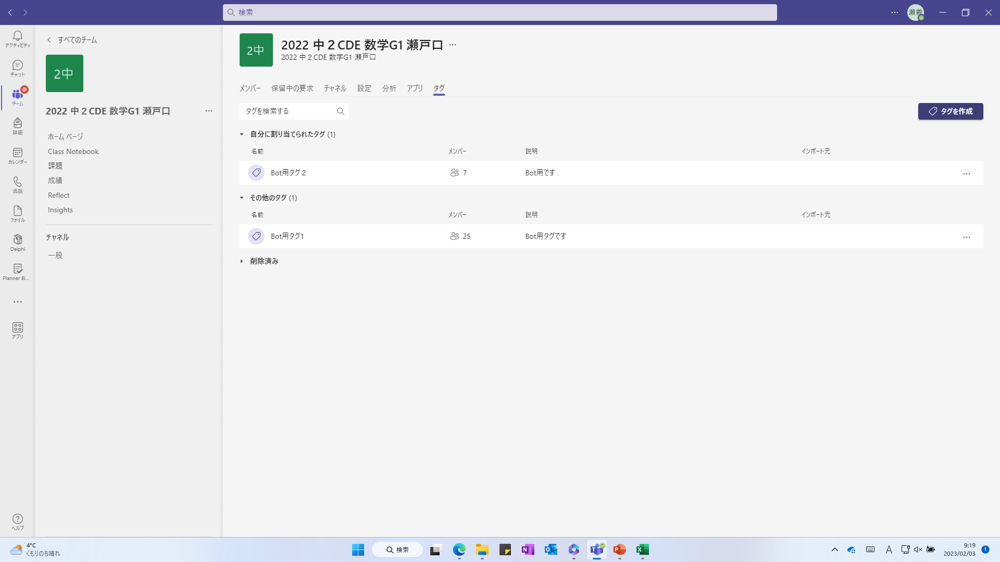 検索
瀬義
アクティビティ
チャット
@
チーム
課題
カレンダー
通話
ファイル
Delphi
Planner お...
...
アプリ
ヘルプ
すべてのチーム
2中
2022 中２CDE 数学G1 瀬戸口 ...
ホーム ページ
Class Notebook
課題
成績
Reflect
Insights
チャネル
一般
2中
2022 中２CDE 数学G1 瀬戸口 ...
2022 中２CDE 数学G1 瀬戸口
メンバー 保留中の要求 チャネル 設定 分析 アプリ タグ
タグを検索する
タグを作成
自分に割り当てられたタグ (1)
名前 メンバー 説明 インポート元
Bot用タグ２ 7 Bot用です ...
その他のタグ (1)
名前 メンバー 説明 インポート元
Bot用タグ1 25 Bot用タグです ...
削除済み
4°C
くもりのち晴れ
検索
A
9:19
2023/02/03
1